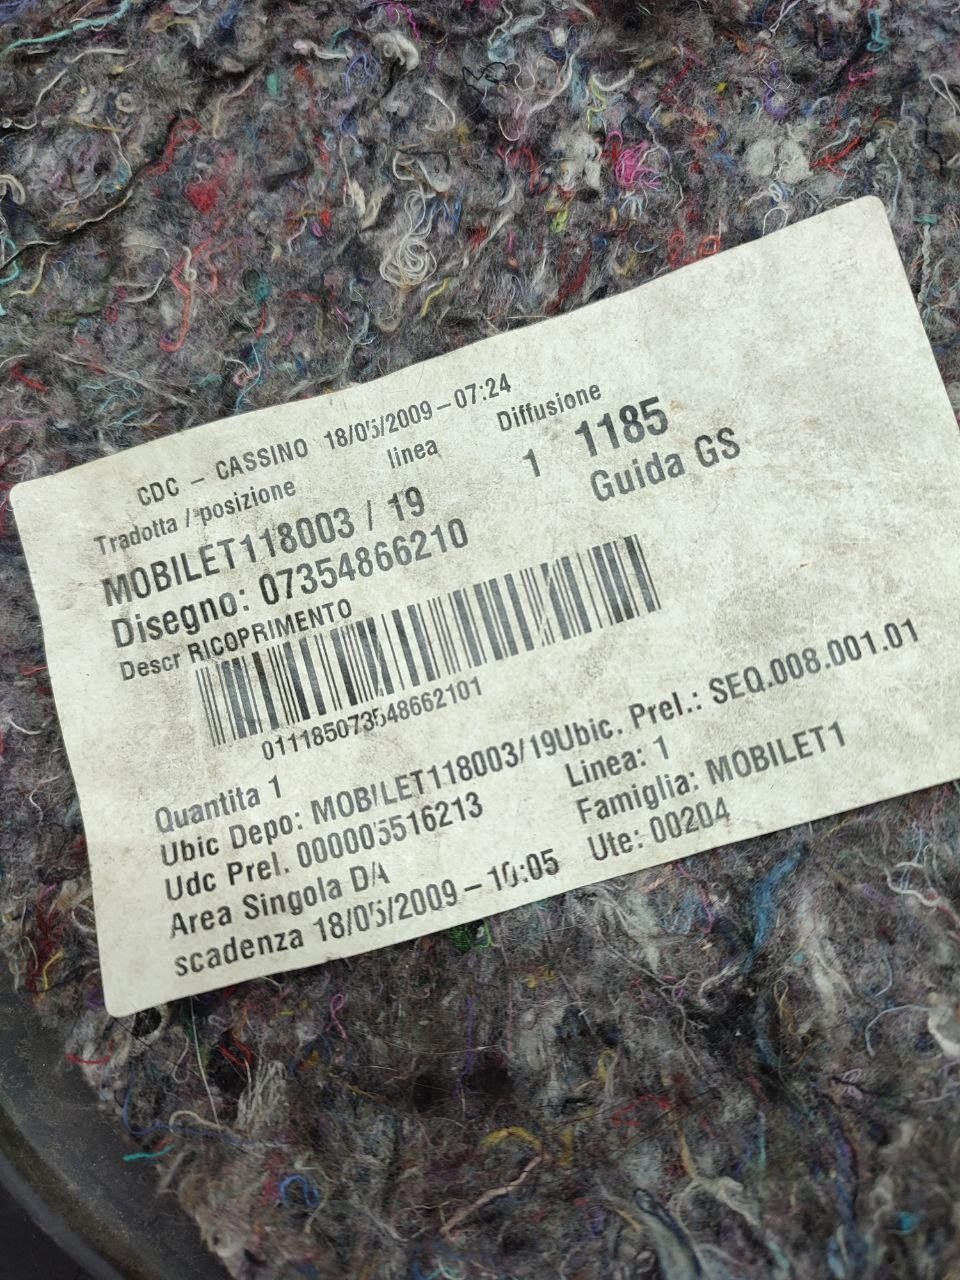 CDC - CASSINO 18/05/2009 - 07:24
Tradotta / posizione linea Diffusione
MOBILET118003 / 19 1 1185
Disegno: 07354866210 Guida GS
Descr RICOPRIMENTO
011185073548662101
Quantita 1
Ubic Depo: MOBILET118003/19 Ubic. Prel.: SEQ.008.001.01
Udc Prel. 000005516213 Linea: 1
Area Singola D/A Famiglia: MOBILET1
scadenza 18/05/2009 - 10:05 Ute: 00204